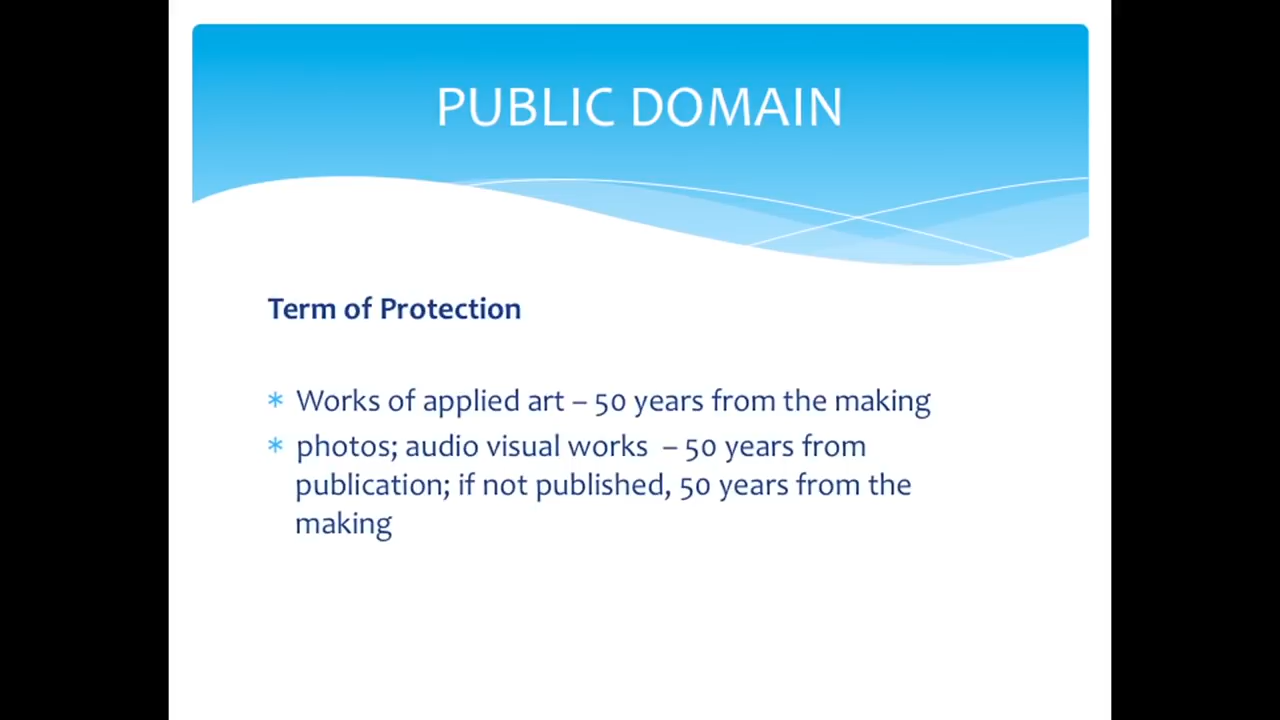 PUBLIC DOMAIN
Term of Protection
* Works of applied art – 50 years from the making
* photos; audio visual works – 50 years from
publication; if not published, 50 years from the
making